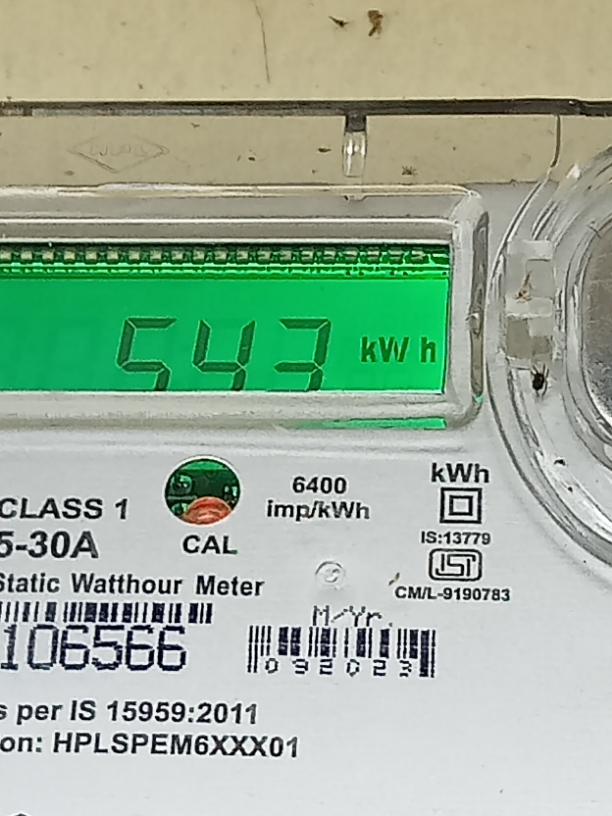 543 kWh
6400
imp/kWh
kWh
CLASS 1
5-30A
CAL
IS:13779
ISI
CM/L-9190783
Static Watthour Meter
M/Yr.
106566
092023
s per IS 15959:2011
on: HPLSPEM6XXX01